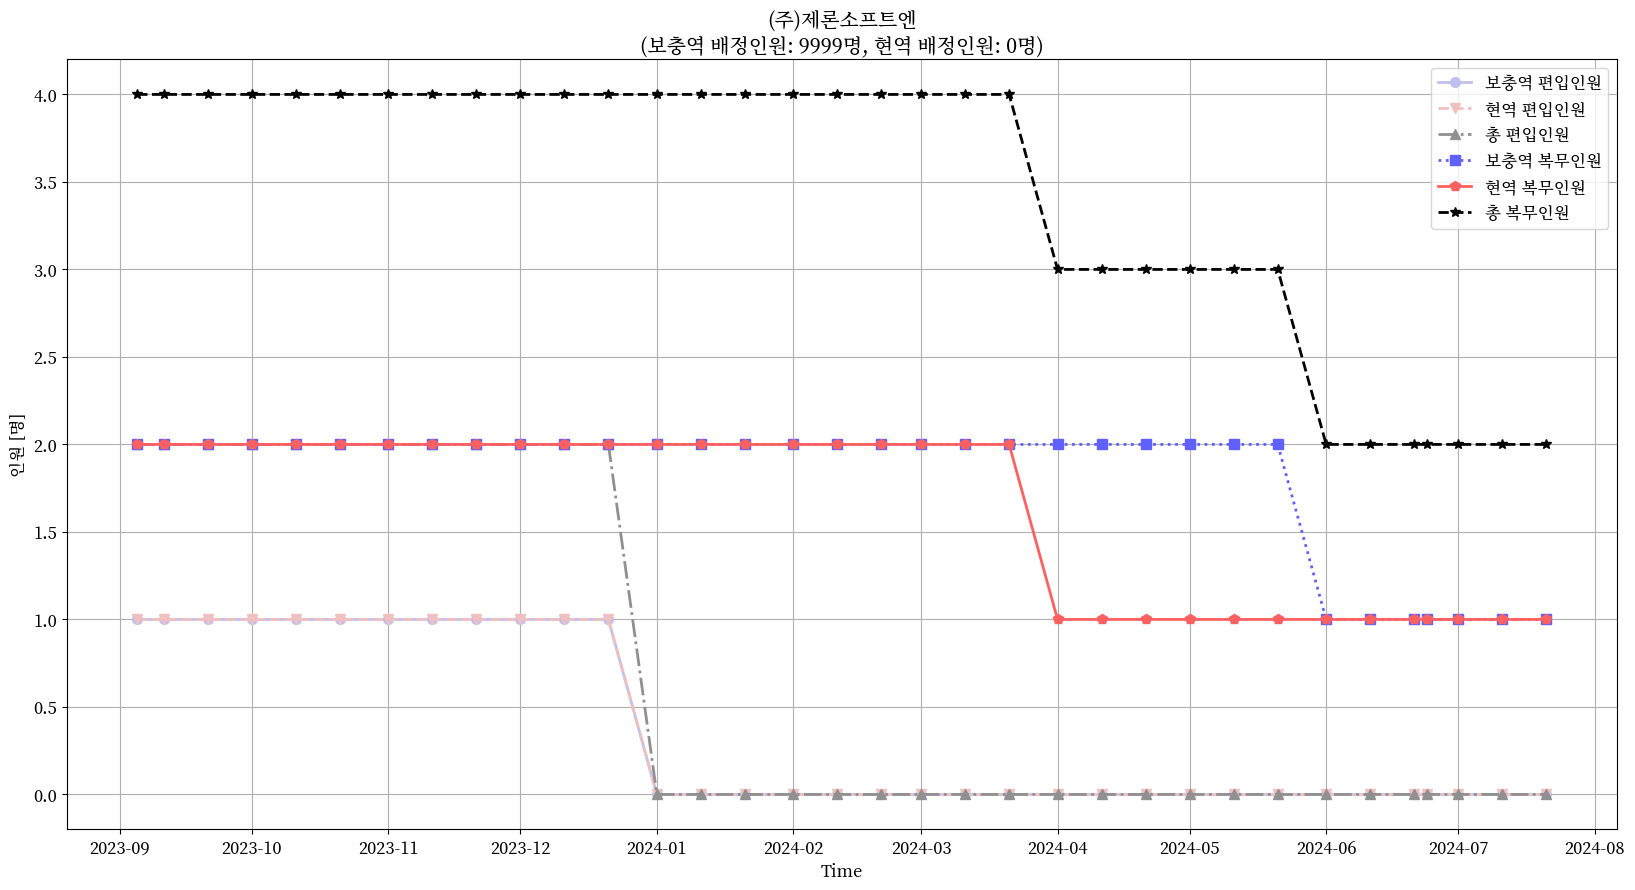 (주)제론소프트엔
(보충역 배정인원: 9999명, 현역 배정인원: 0명)
보충역 편입인원
현역 편입인원
총 편입인원
보충역 복무인원
현역 복무인원
총 복무인원
인원 [명]
4.0
3.5
3.0
2.5
2.0
1.5
1.0
0.5
0.0
2023-09 2023-10 2023-11 2023-12 2024-01 2024-02 2024-03 2024-04 2024-05 2024-06 2024-07 2024-08
Time